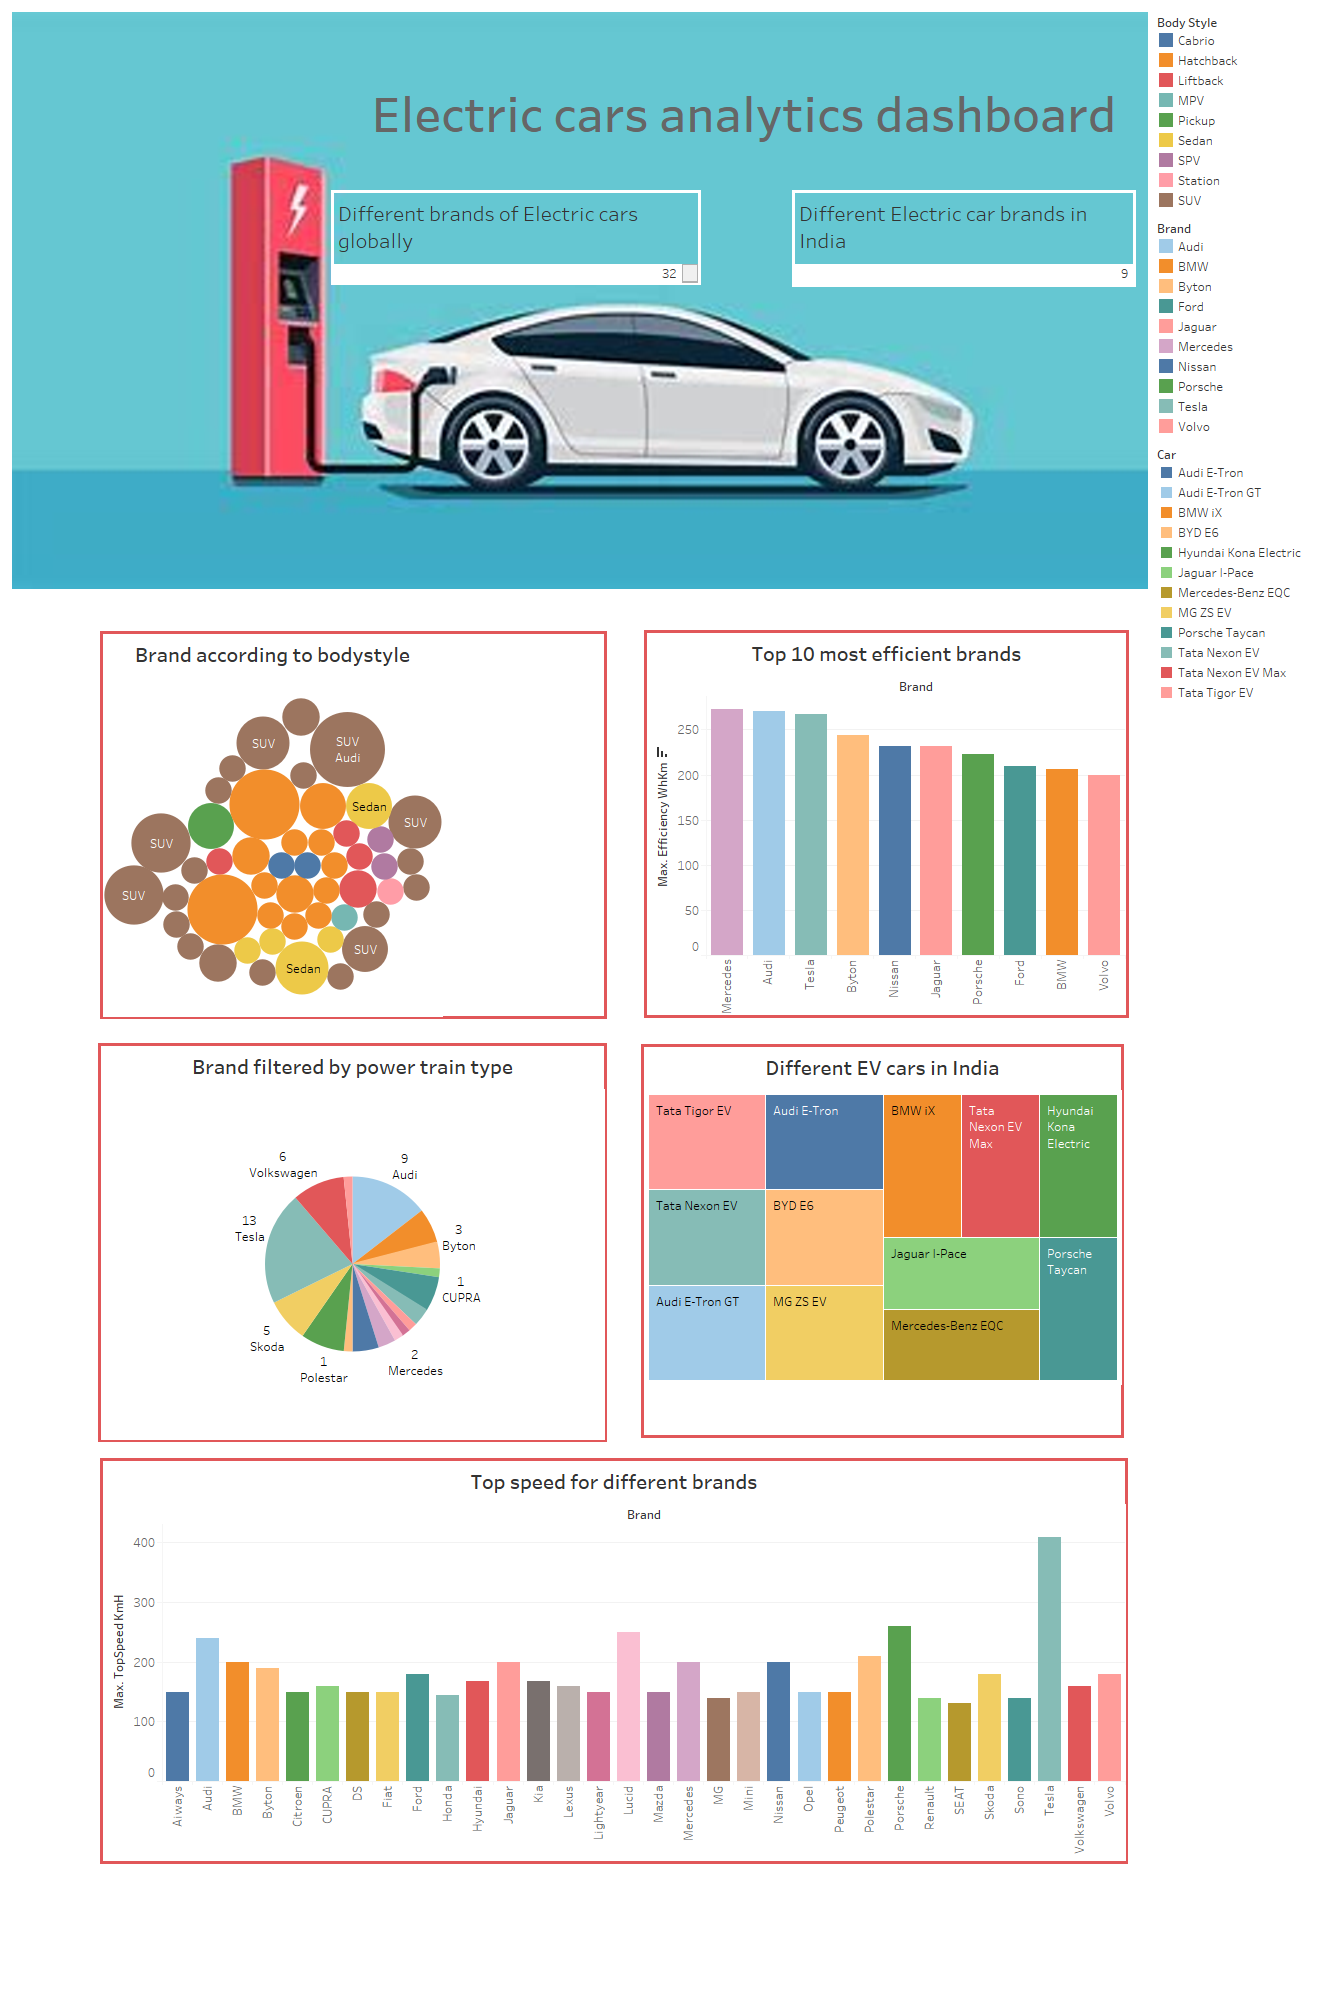 Electric cars analytics dashboard
Different brands of Electric cars
globally
32
Different Electric car brands in
India
9
Body Style
Cabrio
Hatchback
Liftback
MPV
Pickup
Sedan
SPV
Station
SUV
Brand
Audi
BMW
Byton
Ford
Jaguar
Mercedes
Nissan
Porsche
Tesla
Volvo
Car
Audi E-Tron
Audi E-Tron GT
BMW iX
BYD E6
Hyundai Kona Electric
Jaguar I-Pace
Mercedes-Benz EQC
MG ZS EV
Porsche Taycan
Tata Nexon EV
Tata Nexon EV Max
Tata Tigor EV
Brand according to bodystyle
SUV
SUV
Audi
Sedan
SUV
SUV
SUV
SUV
Sedan
Top 10 most efficient brands
Brand
Max. Efficiency WhKm
250
200
150
100
50
0
Mercedes
Audi
Tesla
Byton
Nissan
Jaguar
Porsche
Ford
BMW
Volvo
Brand filtered by power train type
6
Volkswagen
9
Audi
13
Tesla
3
Byton
1
CUPRA
5
Skoda
1
Polestar
2
Mercedes
Different EV cars in India
Tata Tigor EV
Audi E-Tron
BMW iX
Tata
Nexon EV
Max
Hyundai
Kona
Electric
Tata Nexon EV
BYD E6
Jaguar I-Pace
Porsche
Taycan
Audi E-Tron GT
MG ZS EV
Mercedes-Benz EQC
Top speed for different brands
Brand
Max. TopSpeed KmH
400
300
200
100
0
Aiways
Audi
BMW
Byton
Citroen
CUPRA
DS
Fiat
Ford
Honda
Hyundai
Jaguar
Kia
Lexus
Lightyear
Lucid
Mazda
Mercedes
MG
Mini
Nissan
Opel
Peugeot
Polestar
Porsche
Renault
SEAT
Skoda
Sono
Tesla
Volkswagen
Volvo